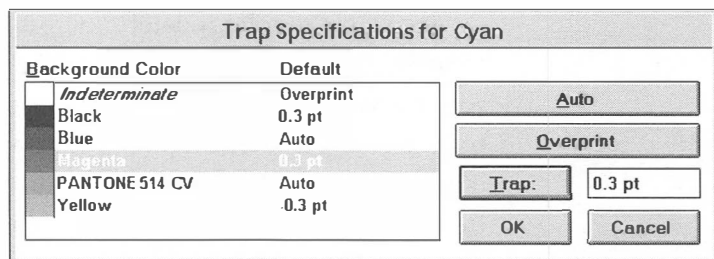 Trap Specifications for Cyan
Background Color Default
Indeterminate Overprint
Black 0.3 pt
Blue Auto
Magenta 0.3 pt
PANTONE 514 CV Auto
Yellow -0.3 pt
Auto
Overprint
Trap: 0.3 pt
OK Cancel